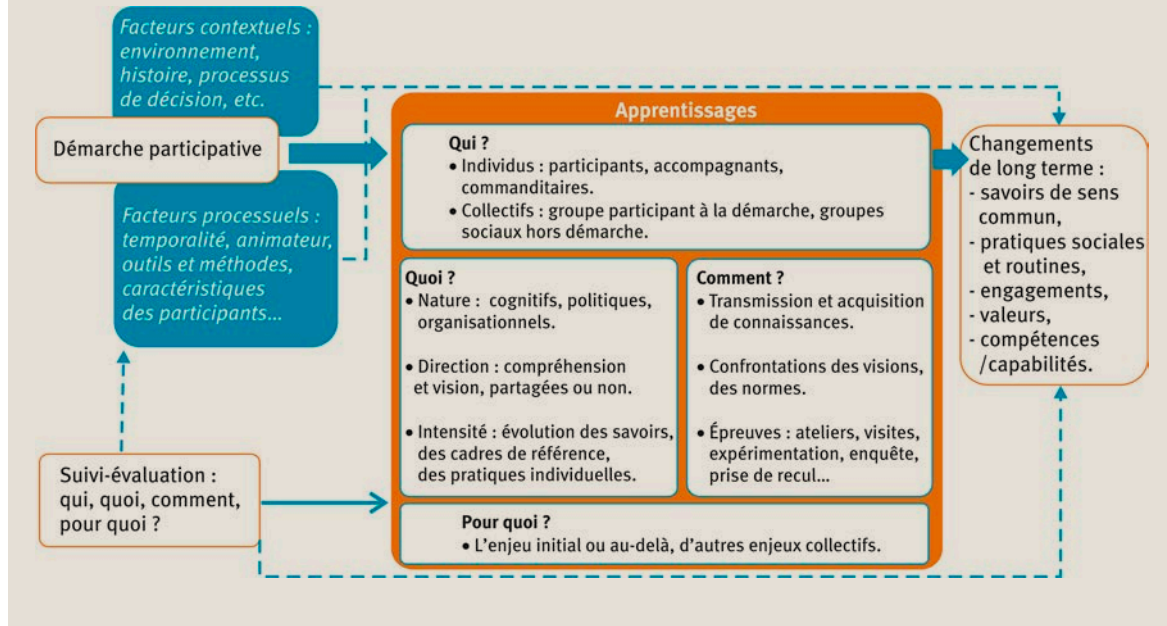 Facteurs contextuels :
environnement,
histoire, processus
de décision, etc.
Démarche participative
Facteurs processuels :
temporalité, animateur,
outils et méthodes,
caractéristiques
des participants...
Suivi-évaluation :
qui, quoi, comment,
pour quoi ?
Apprentissages
Qui ?
• Individus : participants, accompagnants,
commanditaires.
• Collectifs : groupe participant à la démarche, groupes
sociaux hors démarche.
Quoi ?
• Nature : cognitifs, politiques,
organisationnels.
• Direction : compréhension
et vision, partagées ou non.
• Intensité : évolution des savoirs,
des cadres de référence,
des pratiques individuelles.
Comment ?
• Transmission et acquisition
de connaissances.
• Confrontations des visions,
des normes.
• Épreuves : ateliers, visites,
expérimentation, enquête,
prise de recul...
Pour quoi ?
• L'enjeu initial ou au-delà, d'autres enjeux collectifs.
Changements
de long terme :
- savoirs de sens
commun,
- pratiques sociales
et routines,
- engagements,
- valeurs,
- compétences
/capabilités.